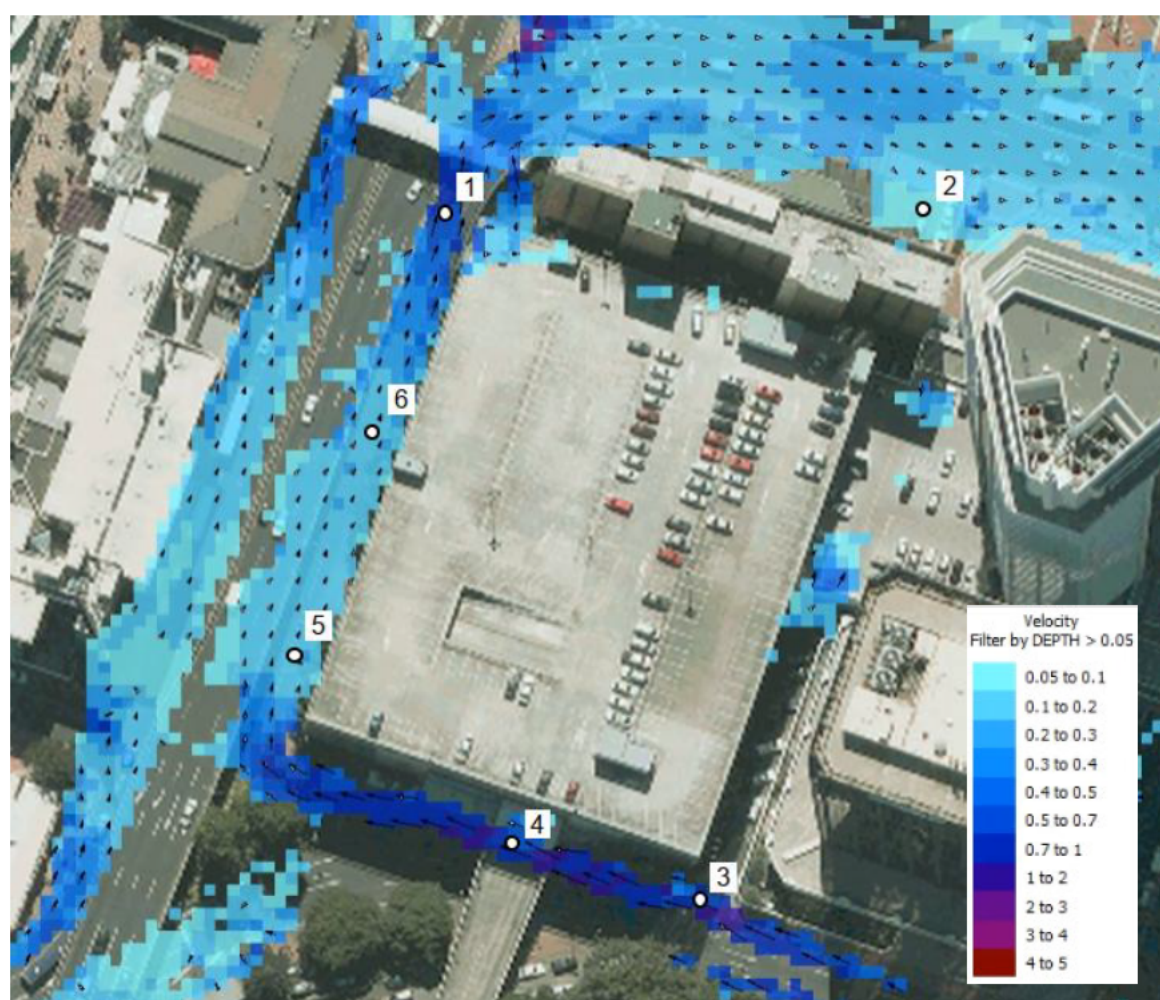 1
2
6
5
4
3
Velocity
Filter by DEPTH > 0.05
0.05 to 0.1
0.1 to 0.2
0.2 to 0.3
0.3 to 0.4
0.4 to 0.5
0.5 to 0.7
0.7 to 1
1 to 2
2 to 3
3 to 4
4 to 5